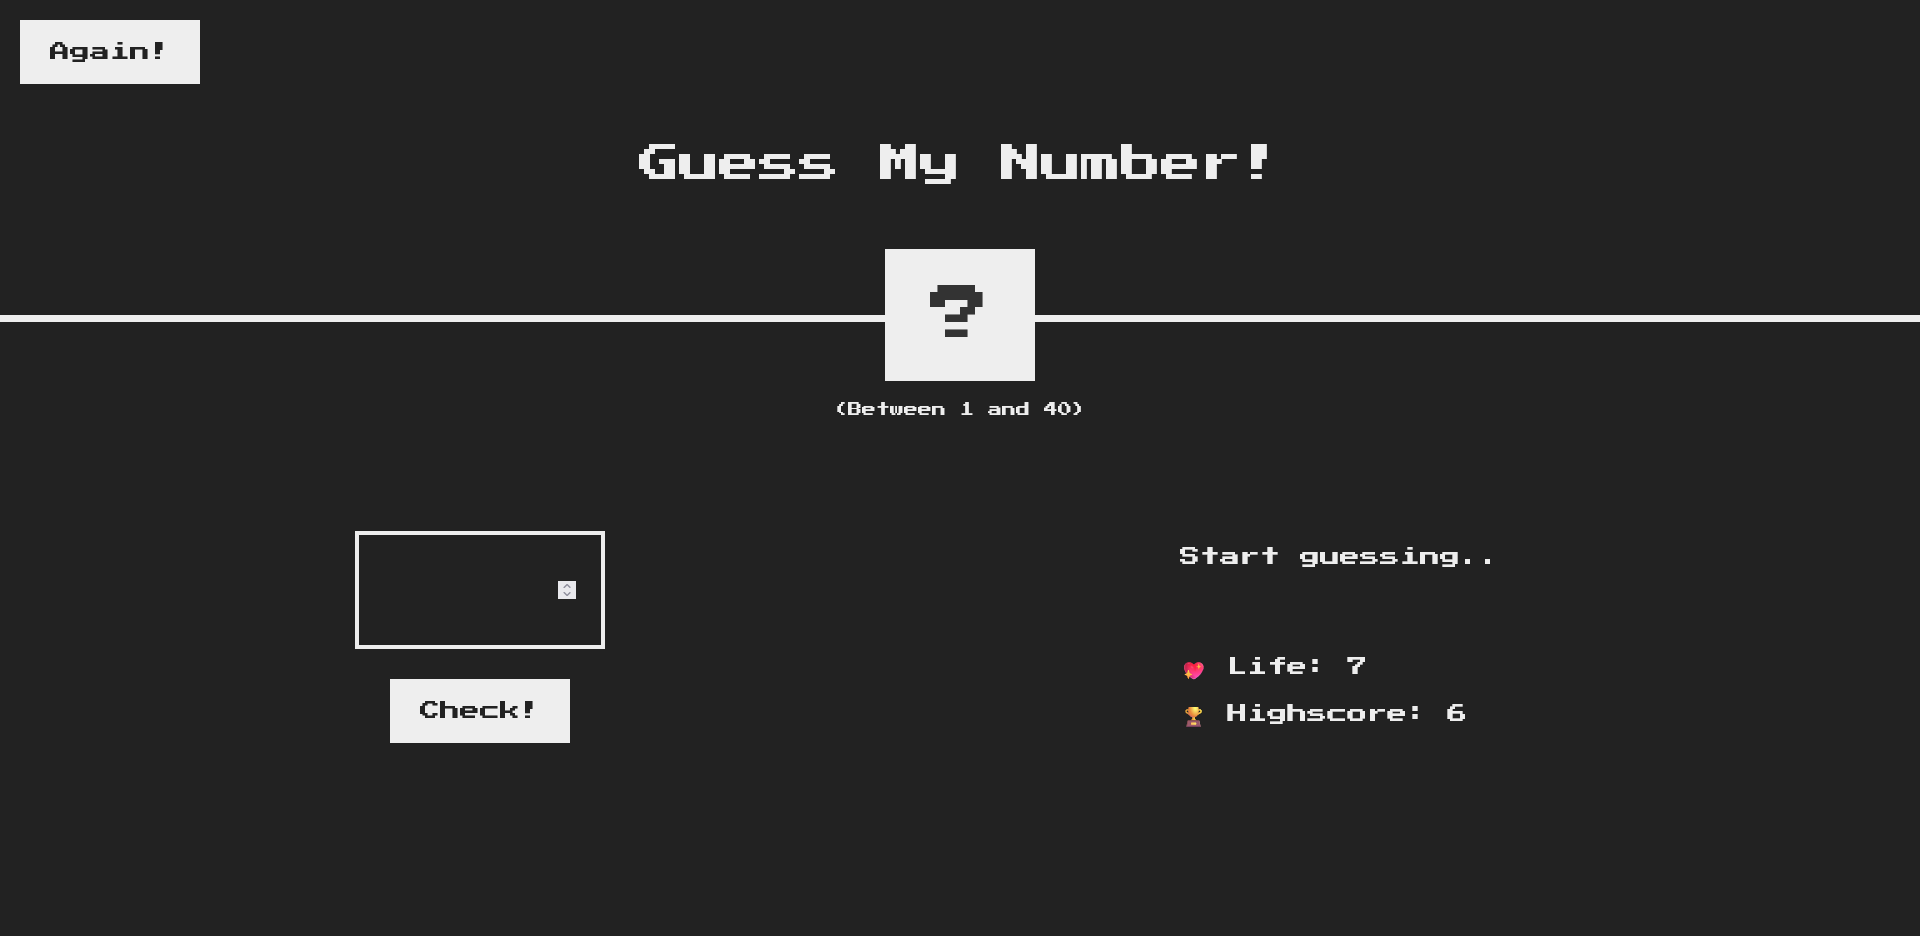 Again!
Guess My Number!
?
(Between 1 and 40)
Start guessing..
💖 Life: 7
🏆 Highscore: 6
Check!